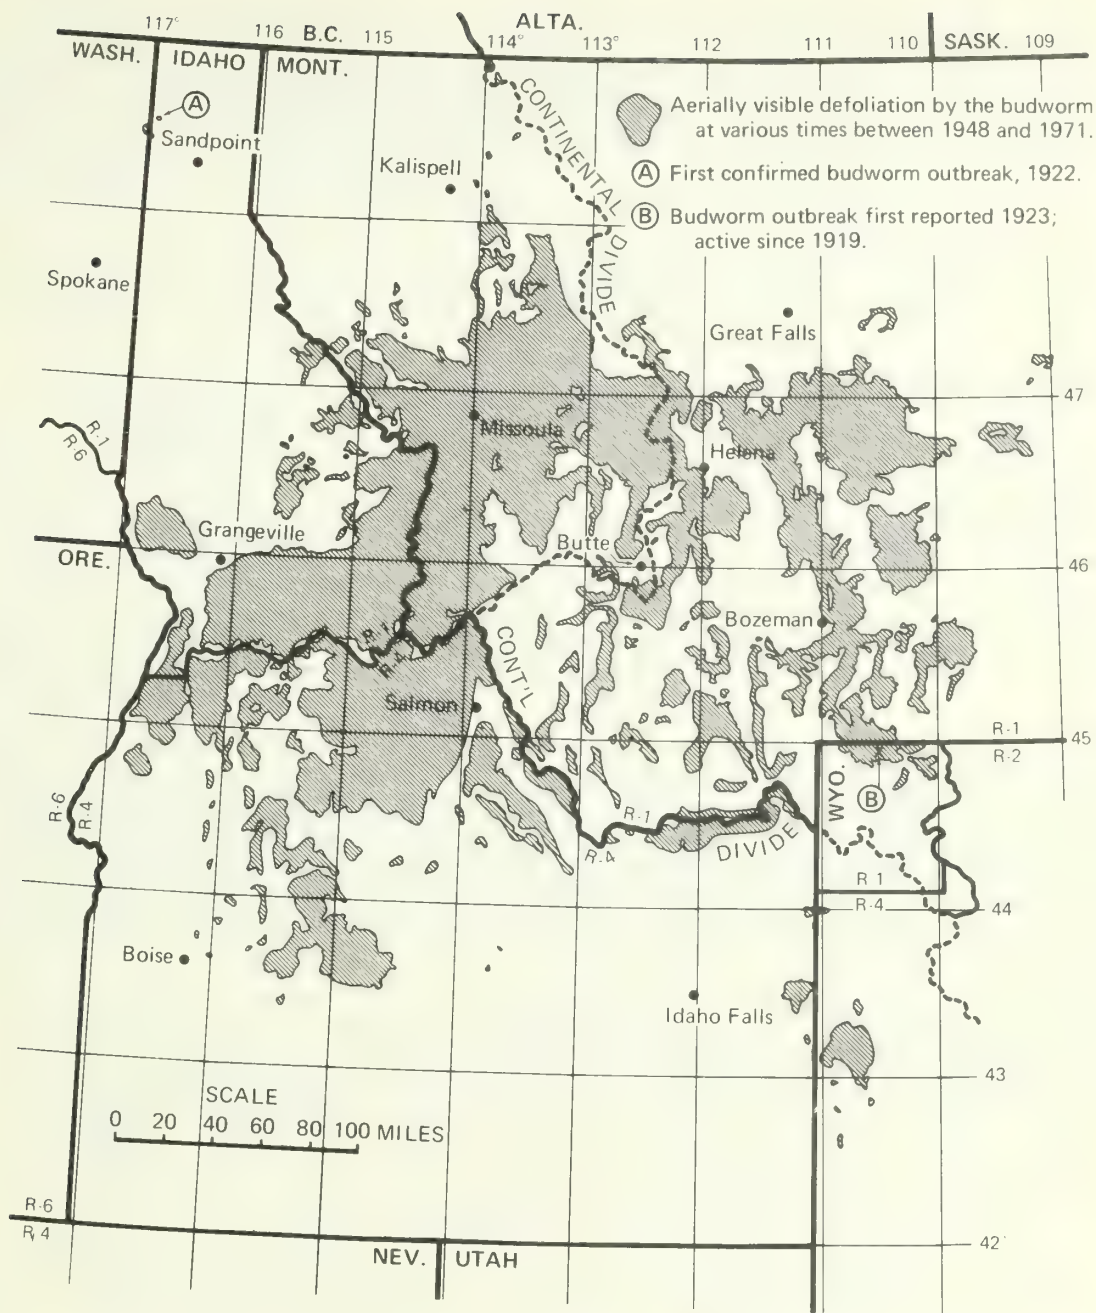 117° 116 B.C. 115 ALTA. 114° 113° 112 111 110 SASK. 109
WASH. IDAHO MONT.
CONTINENTAL DIVIDE
Aerially visible defoliation by the budworm
at various times between 1948 and 1971.
A First confirmed budworm outbreak, 1922.
B Budworm outbreak first reported 1923;
active since 1919.
A
Sandpoint
Kalispell
Spokane
Great Falls
47
R.1
R.6
Missoula
Helena
Grangeville
Butte
ORE.
46
Bozeman
R.1
R.4
CONT'L
Salmon
R-1
45
R-2
WYO.
B
R-6
R-4
R-1
R-4
DIVIDE
R 1
R-4
44
Boise
Idaho Falls
43
SCALE
0 20 40 60 80 100 MILES
R-6
R.4
42
NEV. UTAH